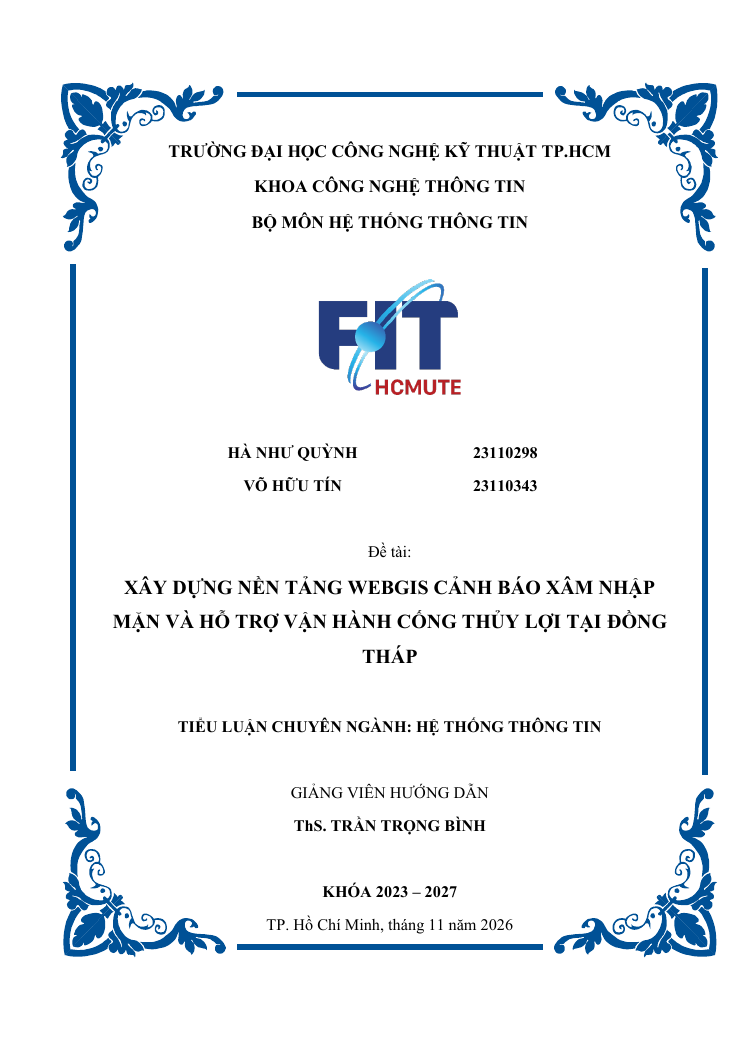 TRƯỜNG ĐẠI HỌC CÔNG NGHỆ KỸ THUẬT TP.HCM
KHOA CÔNG NGHỆ THÔNG TIN
BỘ MÔN HỆ THỐNG THÔNG TIN
FIT
HCMUTE
HÀ NHƯ QUỲNH 23110298
VÕ HỮU TÍN 23110343
Đề tài:
XÂY DỰNG NỀN TẢNG WEBGIS CẢNH BÁO XÂM NHẬP
MẶN VÀ HỖ TRỢ VẬN HÀNH CỐNG THỦY LỢI TẠI ĐỒNG
THÁP
TIỂU LUẬN CHUYÊN NGÀNH: HỆ THỐNG THÔNG TIN
GIẢNG VIÊN HƯỚNG DẪN
ThS. TRẦN TRỌNG BÌNH
KHÓA 2023 – 2027
TP. Hồ Chí Minh, tháng 11 năm 2026